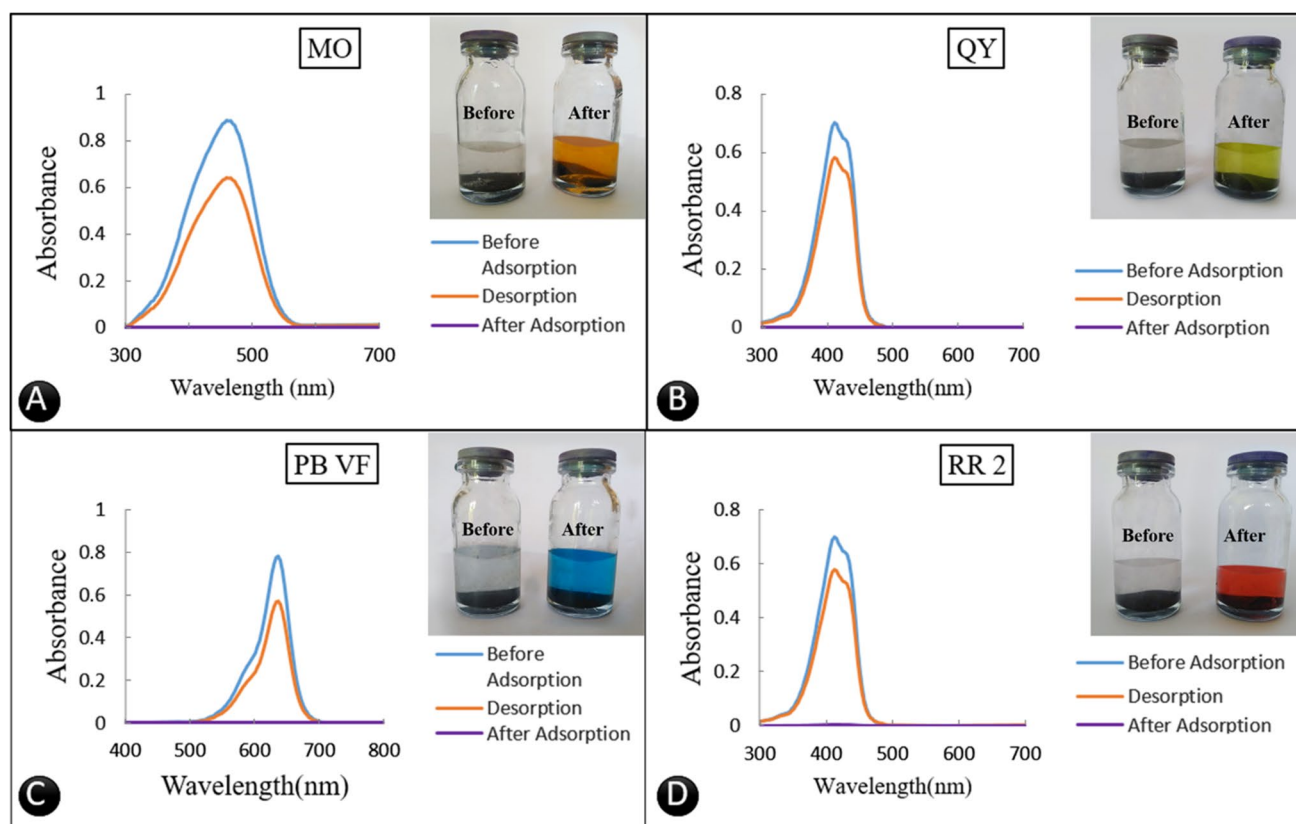 MO
Before
After
Absorbance
1
0.8
0.6
0.4
0.2
0
300
500
700
Wavelength (nm)
Before
Adsorption
Desorption
After Adsorption
A
QY
Before
After
Absorbance
0.8
0.6
0.4
0.2
0
300
400
500
600
700
Wavelength(nm)
Before Adsorption
Desorption
After Adsorption
B
PB VF
Before
After
Absorbance
1
0.8
0.6
0.4
0.2
0
400
500
600
700
800
Wavelength(nm)
Before
Adsorption
Desorption
After Adsorption
C
RR 2
Before
After
Absorbance
0.8
0.6
0.4
0.2
0
300
400
500
600
700
Wavelength(nm)
Before Adsorption
Desorption
After Adsorption
D